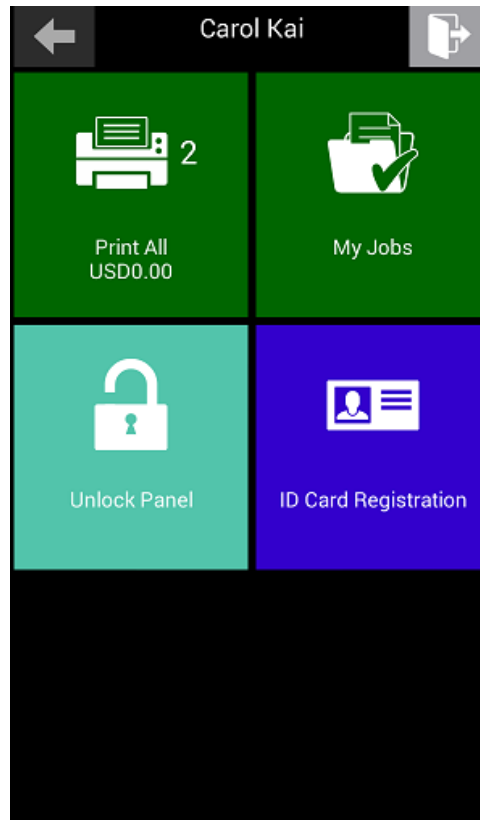 Carol Kai
2
Print All
USD0.00
My Jobs
Unlock Panel
ID Card Registration